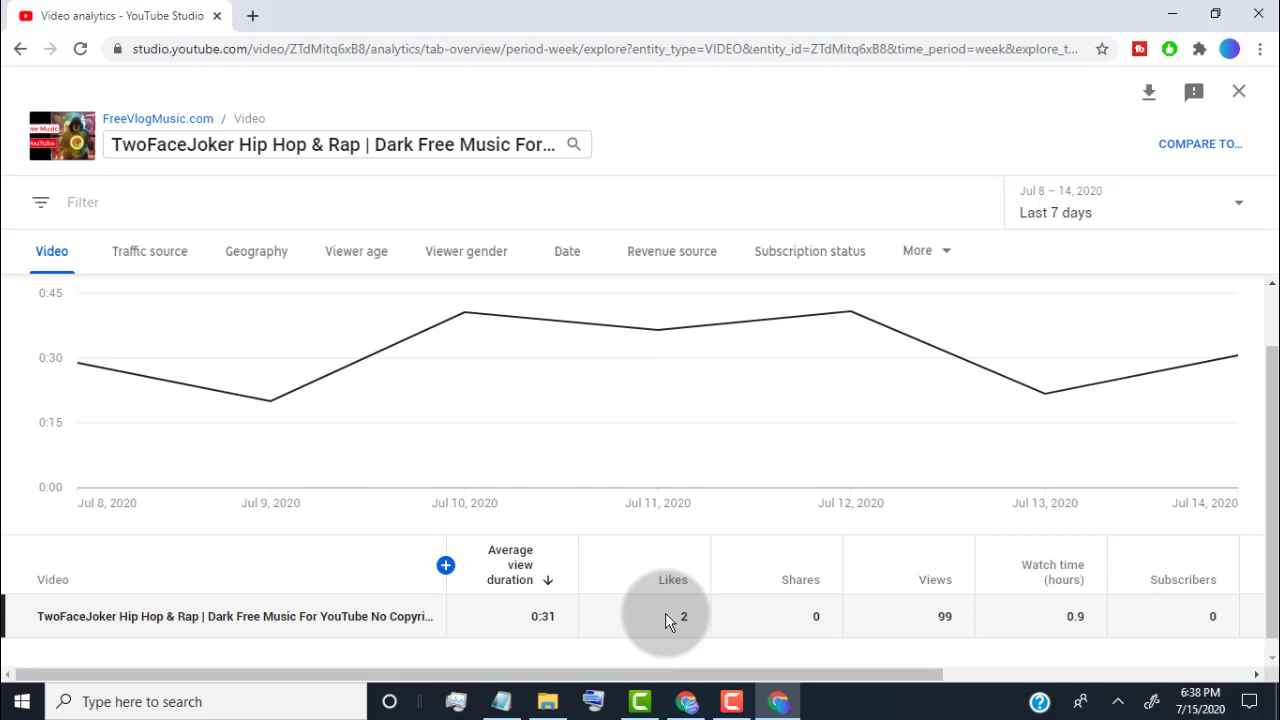 Video analytics - YouTube Studio
studio.youtube.com/video/ZTdMitq6xB8/analytics/tab-overview/period-week/explore?entity_type=VIDEO&entity_id=ZTdMitq6xB8&time_period=week&explore_t...
FreeVlogMusic.com / Video
ree Music
YouTube
TwoFaceJoker Hip Hop & Rap | Dark Free Music For...
COMPARE TO...
Filter
Jul 8 – 14, 2020
Last 7 days
Video Traffic source Geography Viewer age Viewer gender Date Revenue source Subscription status More
0:45
0:30
0:15
0:00
Jul 8, 2020 Jul 9, 2020 Jul 10, 2020 Jul 11, 2020 Jul 12, 2020 Jul 13, 2020 Jul 14, 2020
Video Average view duration Likes Shares Views Watch time (hours) Subscribers
TwoFaceJoker Hip Hop & Rap | Dark Free Music For YouTube No Copyri... 0:31 2 0 99 0.9 0
Type here to search
6:38 PM
7/15/2020